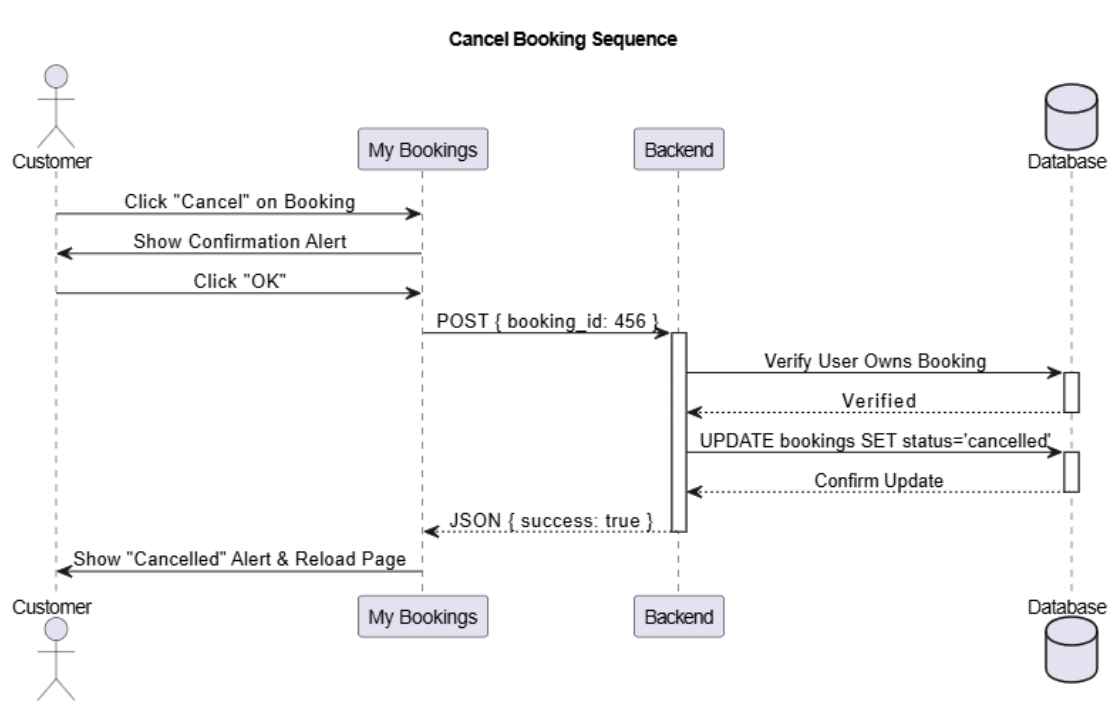 Cancel Booking Sequence
Customer
My Bookings
Backend
Database
Click "Cancel" on Booking
Show Confirmation Alert
Click "OK"
POST { booking_id: 456 }
Verify User Owns Booking
Verified
UPDATE bookings SET status='cancelled'
Confirm Update
JSON { success: true }
Show "Cancelled" Alert & Reload Page
Customer
My Bookings
Backend
Database